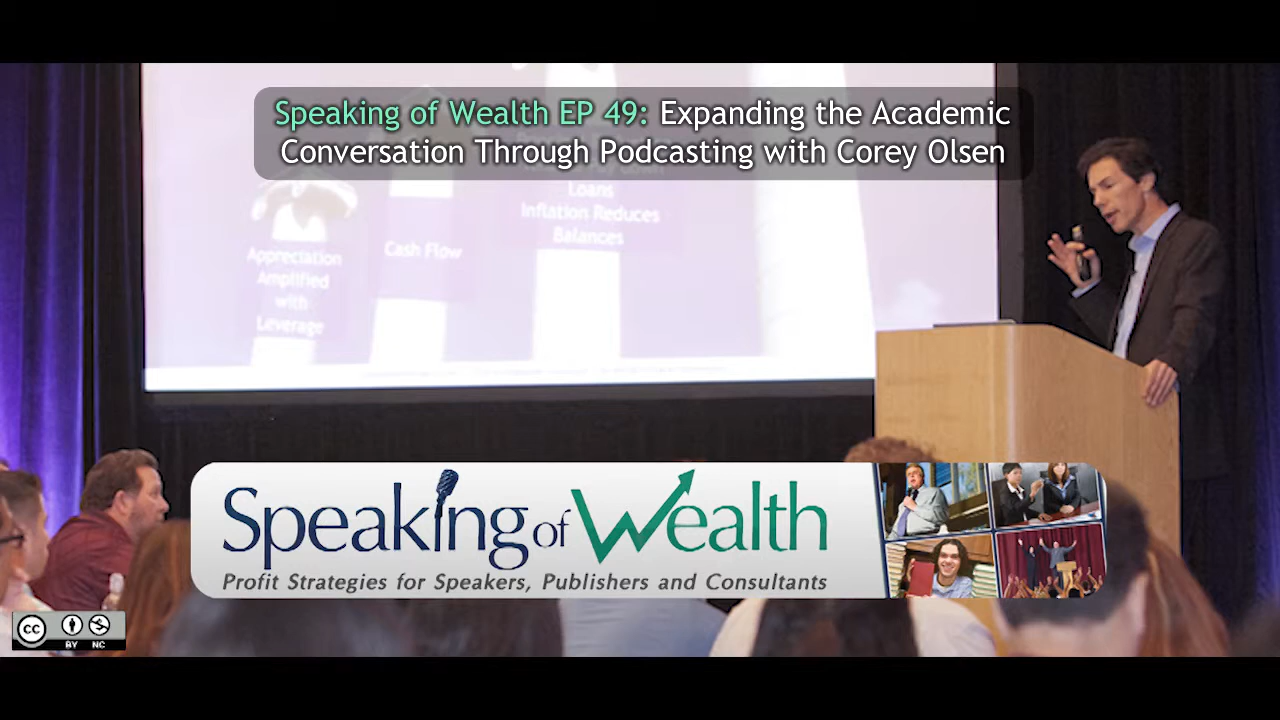 Speaking of Wealth EP 49: Expanding the Academic
Conversation Through Podcasting with Corey Olsen
Loans
Inflation Reduces
Balances
Cash Flow
Appreciation
Amplified
with
Leverage
Speaking of Wealth
Profit Strategies for Speakers, Publishers and Consultants
cc
BY NC